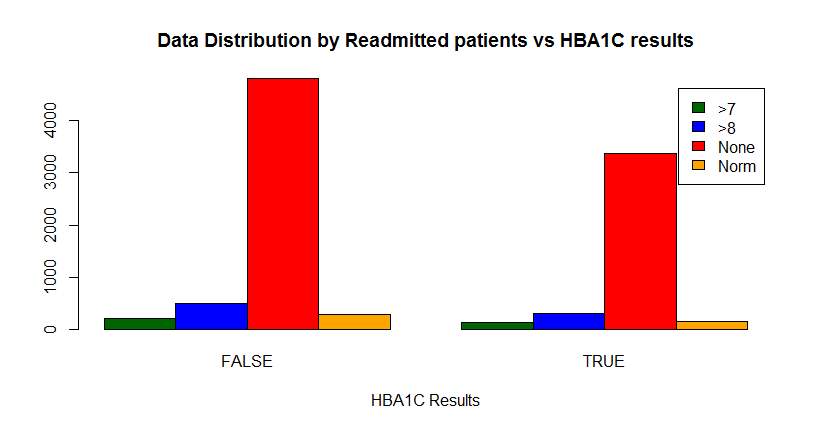 Data Distribution by Readmitted patients vs HBA1C results
4000
3000
2000
1000
0
>7
>8
None
Norm
FALSE
TRUE
HBA1C Results